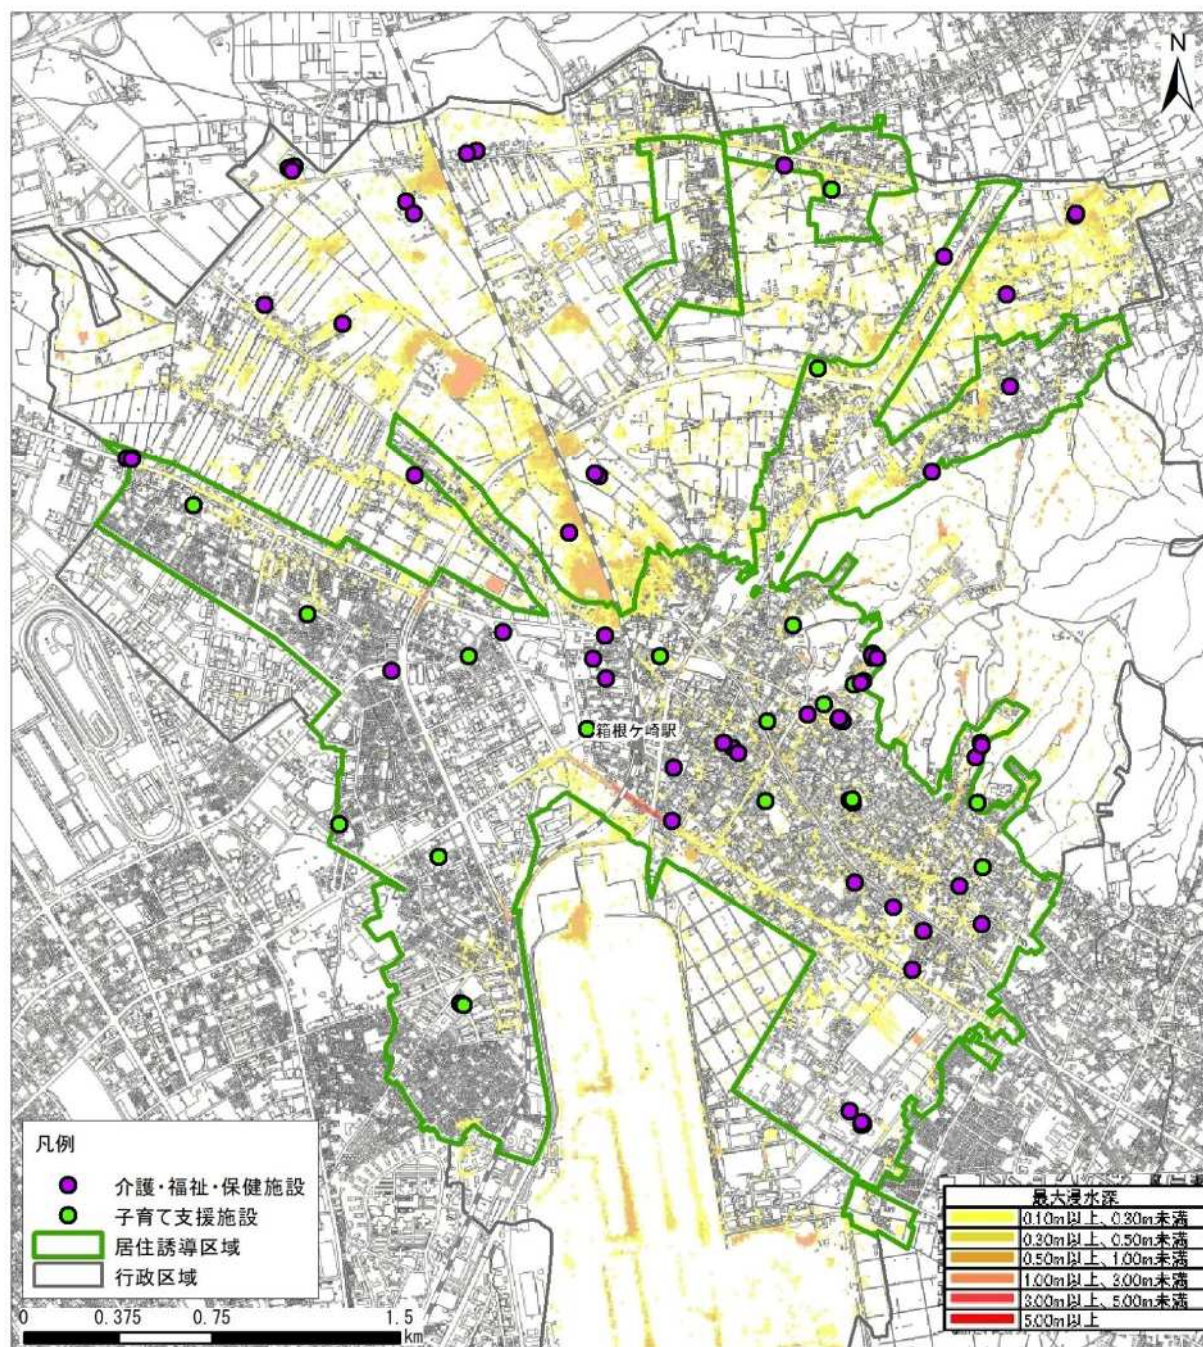 N
箱根ケ崎駅
凡例
介護・福祉・保健施設
子育て支援施設
居住誘導区域
行政区域
0 0.375 0.75 1.5
km
最大浸水深
0.10m以上、0.30m未満
0.30m以上、0.50m未満
0.50m以上、1.00m未満
1.00m以上、3.00m未満
3.00m以上、5.00m未満
5.00m以上